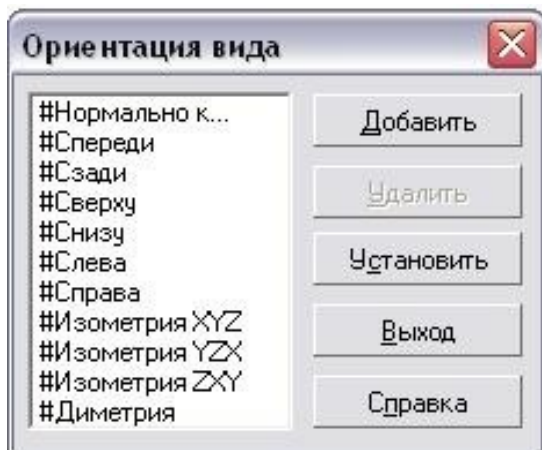 Ориентация вида
#Нормально к...
#Спереди
#Сзади
#Сверху
#Снизу
#Слева
#Справа
#Изометрия XYZ
#Изометрия YZX
#Изометрия ZXY
#Диметрия
Добавить
Удалить
Установить
Выход
Справка